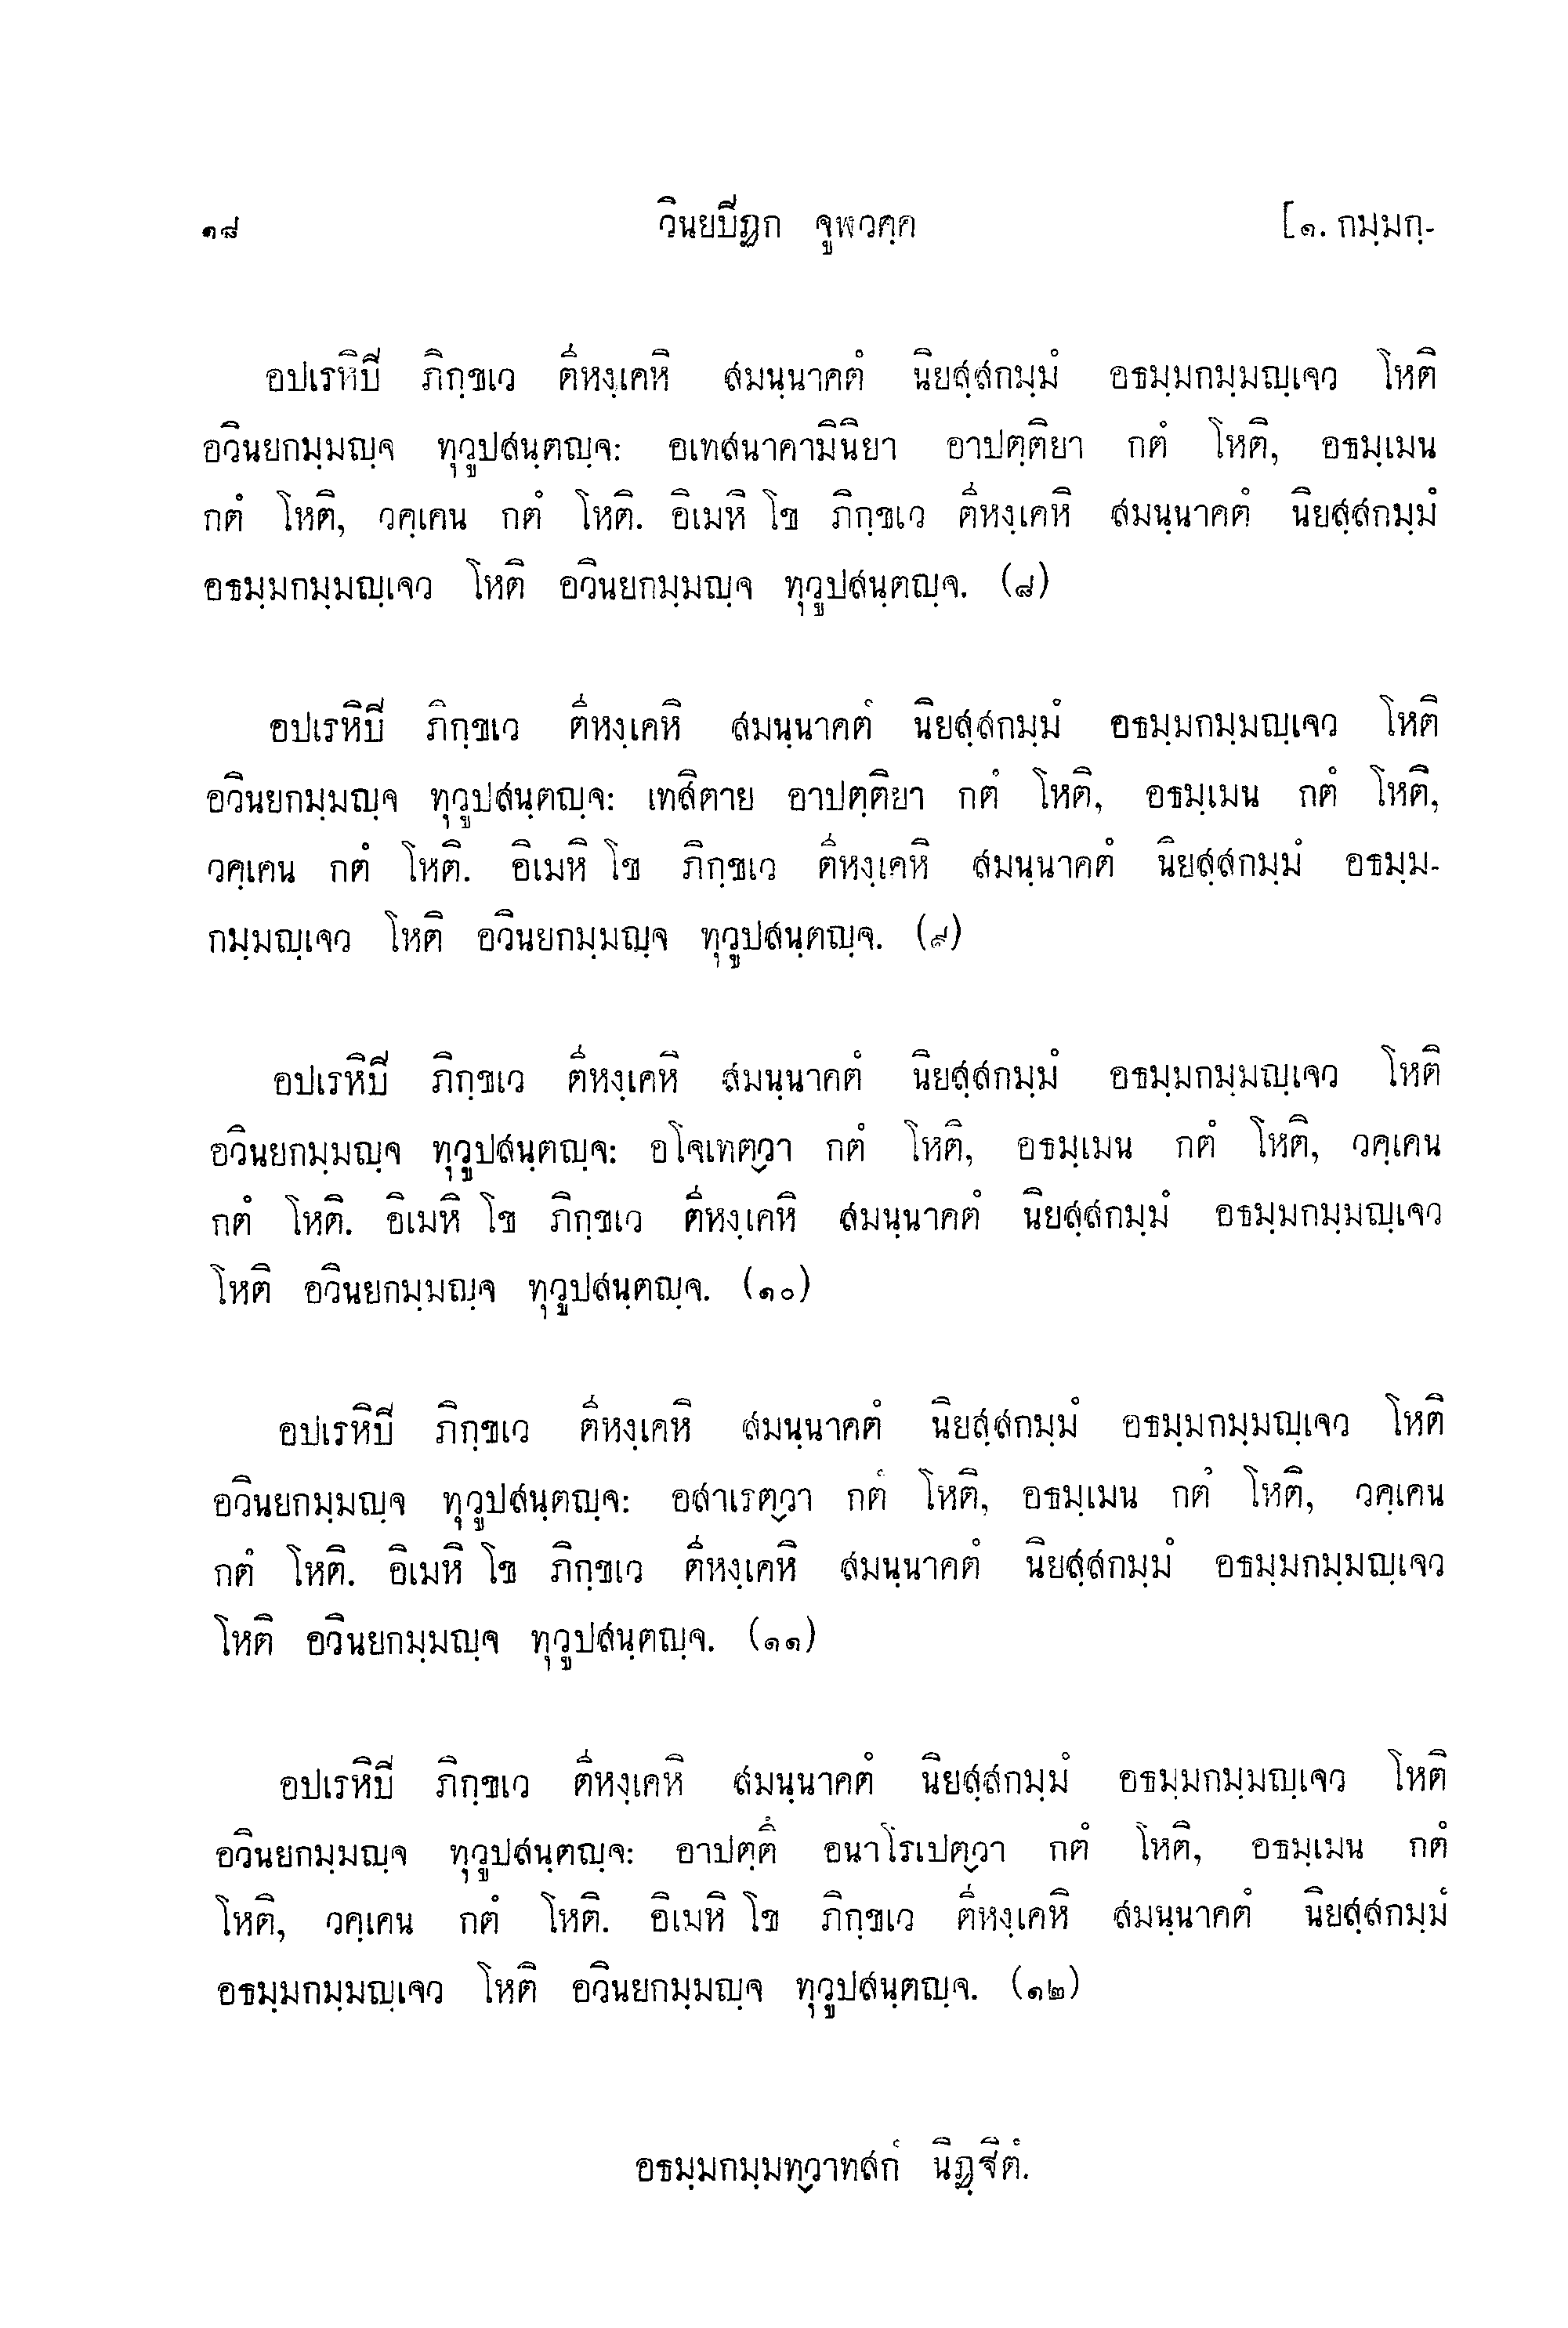 ๑๘ วินยปิฏก จูฬวคฺค [๑. กมฺมกฺ-
อปเรหิปิ ภิกฺขเว ตีหงฺเคหิ สมนฺนาคตํ นิยสฺสกมฺมํ อธมฺมกมฺมญฺเจว โหติ
อวินยกมฺมญฺจ ทุวูปสนฺตญฺจ: อเทสนาคามินิยา อาปตฺติยา กตํ โหติ, อธมฺเมน
กตํ โหติ, วคฺเคน กตํ โหติ. อิเมหิ โข ภิกฺขเว ตีหงฺเคหิ สมนฺนาคตํ นิยสฺสกมฺมํ
อธมฺมกมฺมญฺเจว โหติ อวินยกมฺมญฺจ ทุวูปสนฺตญฺจ. (๘)
อปเรหิปิ ภิกฺขเว ตีหงฺเคหิ สมนฺนาคตํ นิยสฺสกมฺมํ อธมฺมกมฺมญฺเจว โหติ
อวินยกมฺมญฺจ ทุวูปสนฺตญฺจ: เทสิตาย อาปตฺติยา กตํ โหติ, อธมฺเมน กตํ โหติ,
วคฺเคน กตํ โหติ. อิเมหิ โข ภิกฺขเว ตีหงฺเคหิ สมนฺนาคตํ นิยสฺสกมฺมํ อธมฺม-
กมฺมญฺเจว โหติ อวินยกมฺมญฺจ ทุวูปสนฺตญฺจ. (๙)
อปเรหิปิ ภิกฺขเว ตีหงฺเคหิ สมนฺนาคตํ นิยสฺสกมฺมํ อธมฺมกมฺมญฺเจว โหติ
อวินยกมฺมญฺจ ทุวูปสนฺตญฺจ: อโจเทตฺวา กตํ โหติ, อธมฺเมน กตํ โหติ, วคฺเคน
กตํ โหติ. อิเมหิ โข ภิกฺขเว ตีหงฺเคหิ สมนฺนาคตํ นิยสฺสกมฺมํ อธมฺมกมฺมญฺเจว
โหติ อวินยกมฺมญฺจ ทุวูปสนฺตญฺจ. (๑๐)
อปเรหิปิ ภิกฺขเว ตีหงฺเคหิ สมนฺนาคตํ นิยสฺสกมฺมํ อธมฺมกมฺมญฺเจว โหติ
อวินยกมฺมญฺจ ทุวูปสนฺตญฺจ: อสาเรตฺวา กตํ โหติ, อธมฺเมน กตํ โหติ, วคฺเคน
กตํ โหติ. อิเมหิ โข ภิกฺขเว ตีหงฺเคหิ สมนฺนาคตํ นิยสฺสกมฺมํ อธมฺมกมฺมญฺเจว
โหติ อวินยกมฺมญฺจ ทุวูปสนฺตญฺจ. (๑๑)
อปเรหิปิ ภิกฺขเว ตีหงฺเคหิ สมนฺนาคตํ นิยสฺสกมฺมํ อธมฺมกมฺมญฺเจว โหติ
อวินยกมฺมญฺจ ทุวูปสนฺตญฺจ: อาปตฺตึ อนาโรเปตฺวา กตํ โหติ, อธมฺเมน กตํ
โหติ, วคฺเคน กตํ โหติ. อิเมหิ โข ภิกฺขเว ตีหงฺเคหิ สมนฺนาคตํ นิยสฺสกมฺมํ
อธมฺมกมฺมญฺเจว โหติ อวินยกมฺมญฺจ ทุวูปสนฺตญฺจ. (๑๒)
อธมฺมกมฺมทฺวาทสกํ นิฏฺฐิตํ.